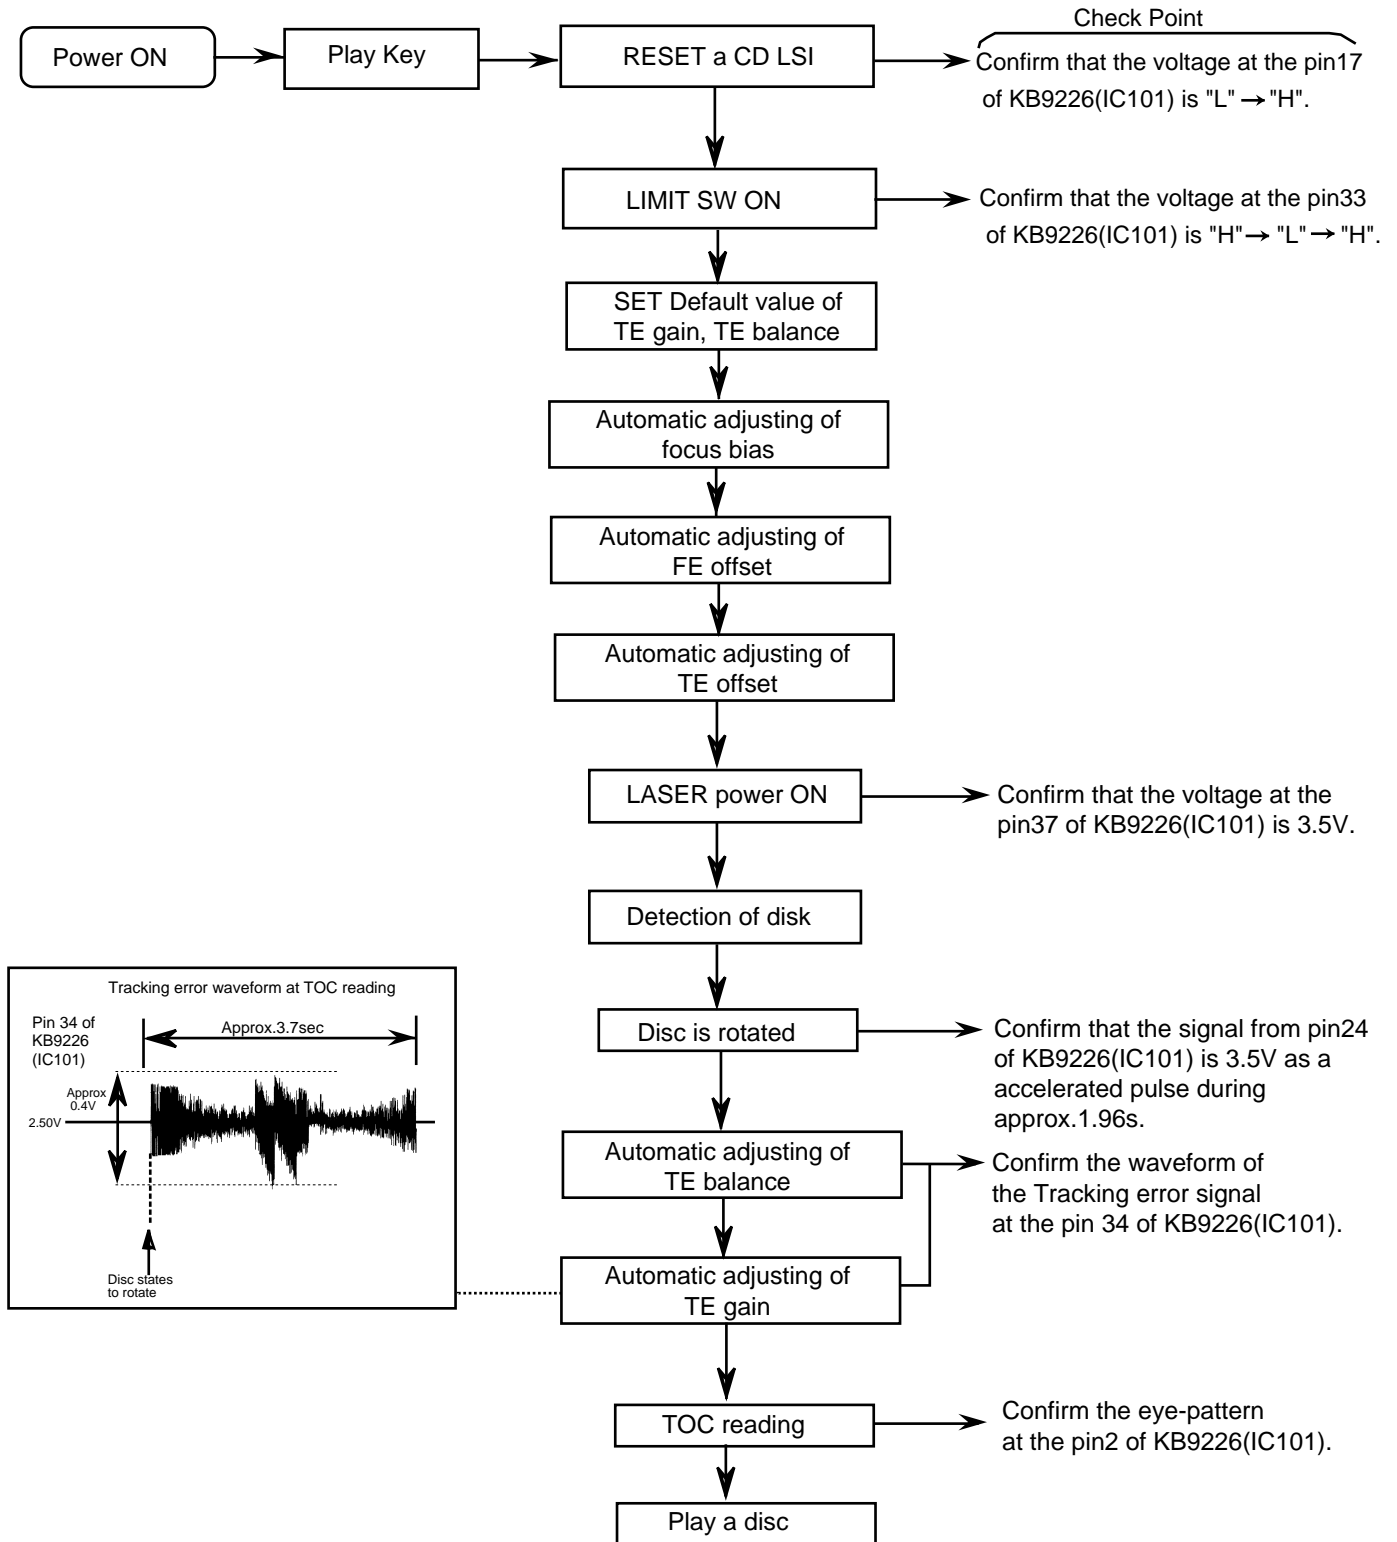 Check Point
Power ON
Play Key
RESET a CD LSI
Confirm that the voltage at the pin17
of KB9226(IC101) is "L" → "H".
LIMIT SW ON
Confirm that the voltage at the pin33
of KB9226(IC101) is "H" → "L" → "H".
SET Default value of
TE gain, TE balance
Automatic adjusting of
focus bias
Automatic adjusting of
FE offset
Automatic adjusting of
TE offset
LASER power ON
Confirm that the voltage at the
pin37 of KB9226(IC101) is 3.5V.
Detection of disk
Disc is rotated
Confirm that the signal from pin24
of KB9226(IC101) is 3.5V as a
accelerated pulse during
approx.1.96s.
Tracking error waveform at TOC reading
Pin 34 of
KB9226
(IC101)
Approx.3.7sec
Approx
0.4V
2.50V
Disc states
to rotate
Automatic adjusting of
TE balance
Confirm the waveform of
the Tracking error signal
at the pin 34 of KB9226(IC101).
Automatic adjusting of
TE gain
TOC reading
Confirm the eye-pattern
at the pin2 of KB9226(IC101).
Play a disc